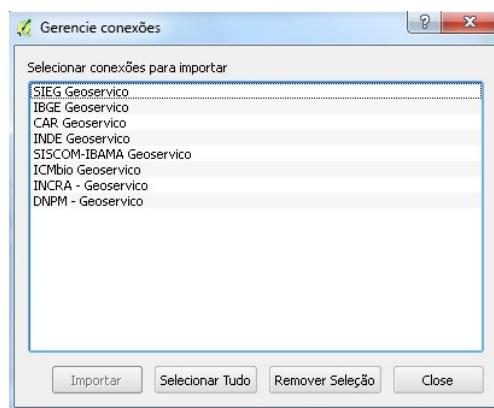 Gerencie conexões
Selecionar conexões para importar
SIEG Geoservico
IBGE Geoservico
CAR Geoservico
INDE Geoservico
SISCOM-IBAMA Geoservico
ICMbio Geoservico
INCRA - Geoservico
DNPM - Geoservico
Importar Selecionar Tudo Remover Seleção Close